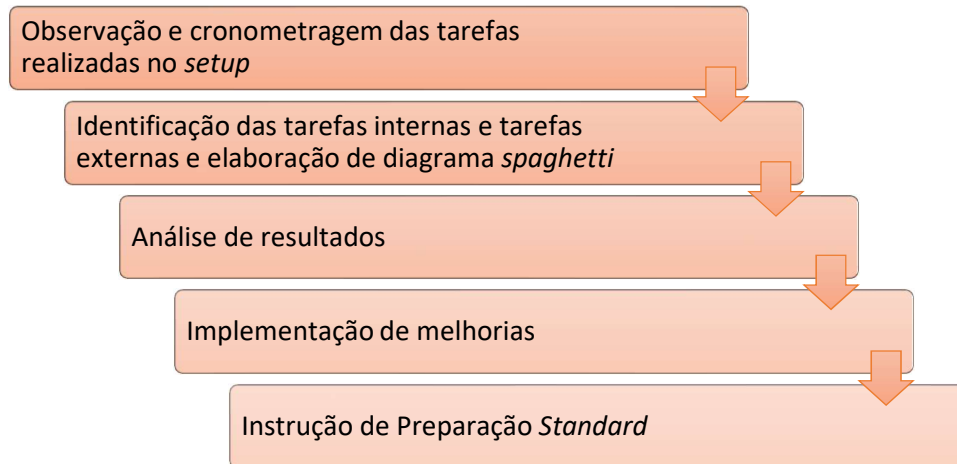 Observação e cronometragem das tarefas
realizadas no setup
Identificação das tarefas internas e tarefas
externas e elaboração de diagrama spaghetti
Análise de resultados
Implementação de melhorias
Instrução de Preparação Standard